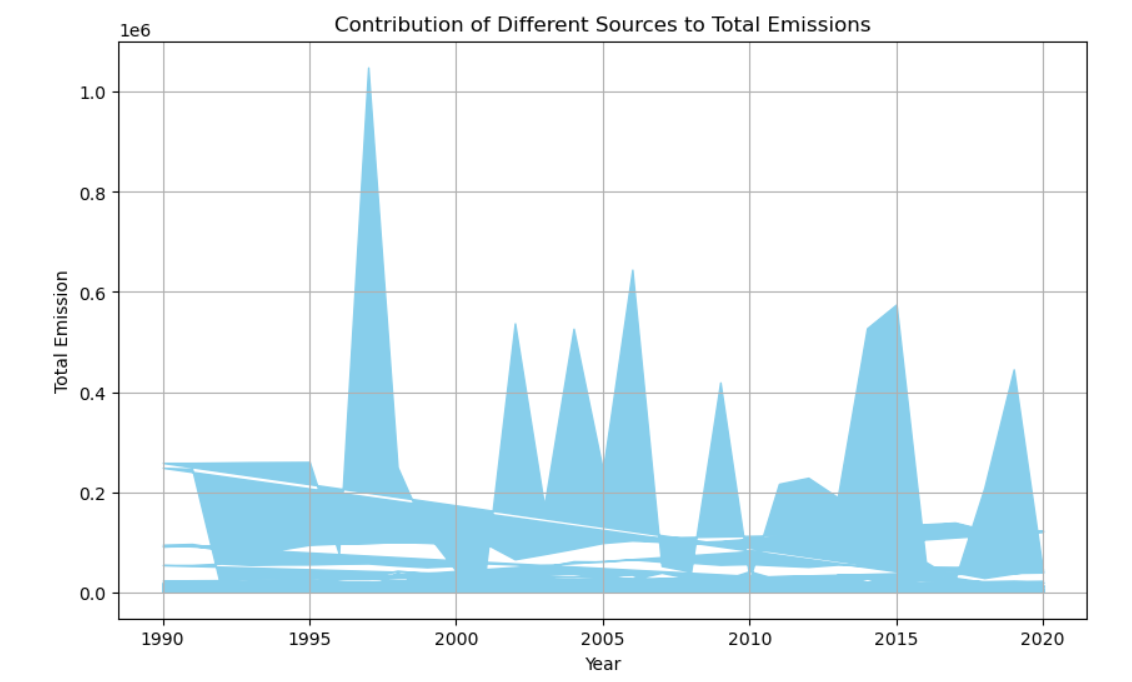 Contribution of Different Sources to Total Emissions
1e6
1.0
0.8
0.6
0.4
0.2
0.0
Total Emission
1990 1995 2000 2005 2010 2015 2020
Year